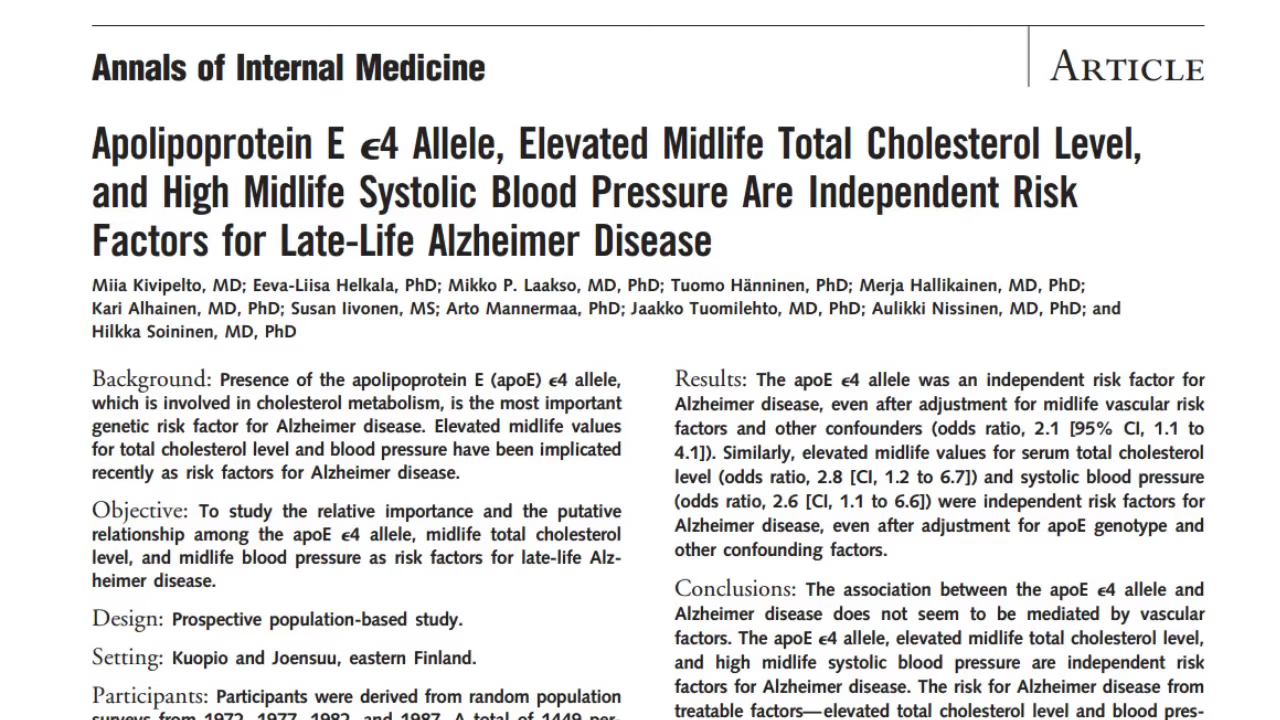 Annals of Internal Medicine
ARTICLE
Apolipoprotein E ϵ4 Allele, Elevated Midlife Total Cholesterol Level,
and High Midlife Systolic Blood Pressure Are Independent Risk
Factors for Late-Life Alzheimer Disease
Miia Kivipelto, MD; Eeva-Liisa Helkala, PhD; Mikko P. Laakso, MD, PhD; Tuomo Hänninen, PhD; Merja Hallikainen, MD, PhD;
Kari Alhainen, MD, PhD; Susan Iivonen, MS; Arto Mannermaa, PhD; Jaakko Tuomilehto, MD, PhD; Aulikki Nissinen, MD, PhD; and
Hilkka Soininen, MD, PhD
Background: Presence of the apolipoprotein E (apoE) ϵ4 allele,
which is involved in cholesterol metabolism, is the most important
genetic risk factor for Alzheimer disease. Elevated midlife values
for total cholesterol level and blood pressure have been implicated
recently as risk factors for Alzheimer disease.
Objective: To study the relative importance and the putative
relationship among the apoE ϵ4 allele, midlife total cholesterol
level, and midlife blood pressure as risk factors for late-life Alz-
heimer disease.
Design: Prospective population-based study.
Setting: Kuopio and Joensuu, eastern Finland.
Participants: Participants were derived from random population
surveys from 1972, 1977, 1982, and 1987. A total of 1449 per-
Results: The apoE ϵ4 allele was an independent risk factor for
Alzheimer disease, even after adjustment for midlife vascular risk
factors and other confounders (odds ratio, 2.1 [95% CI, 1.1 to
4.1]). Similarly, elevated midlife values for serum total cholesterol
level (odds ratio, 2.8 [CI, 1.2 to 6.7]) and systolic blood pressure
(odds ratio, 2.6 [CI, 1.1 to 6.6]) were independent risk factors for
Alzheimer disease, even after adjustment for apoE genotype and
other confounding factors.
Conclusions: The association between the apoE ϵ4 allele and
Alzheimer disease does not seem to be mediated by vascular
factors. The apoE ϵ4 allele, elevated midlife total cholesterol level,
and high midlife systolic blood pressure are independent risk
factors for Alzheimer disease. The risk for Alzheimer disease from
treatable factors—elevated total cholesterol level and blood pres-